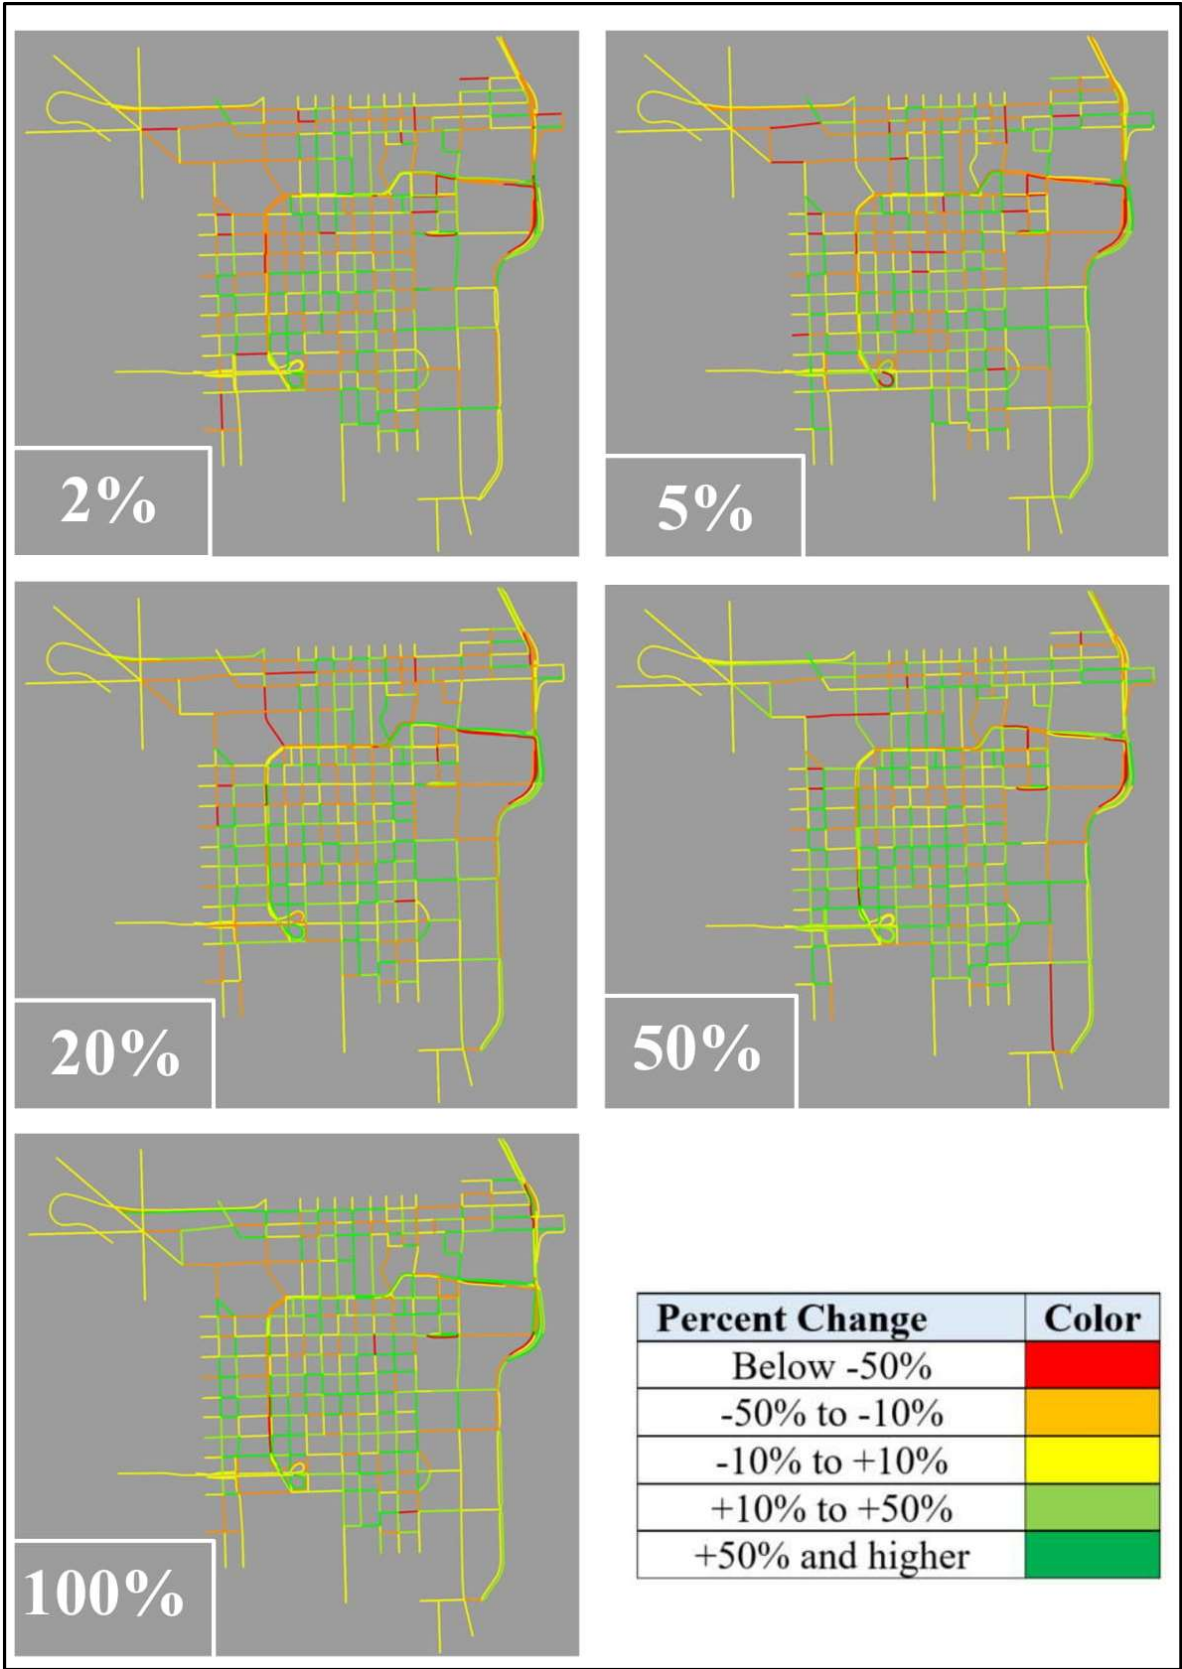 2%
5%
20%
50%
100%
Percent Change Color
Below -50%
-50% to -10%
-10% to +10%
+10% to +50%
+50% and higher